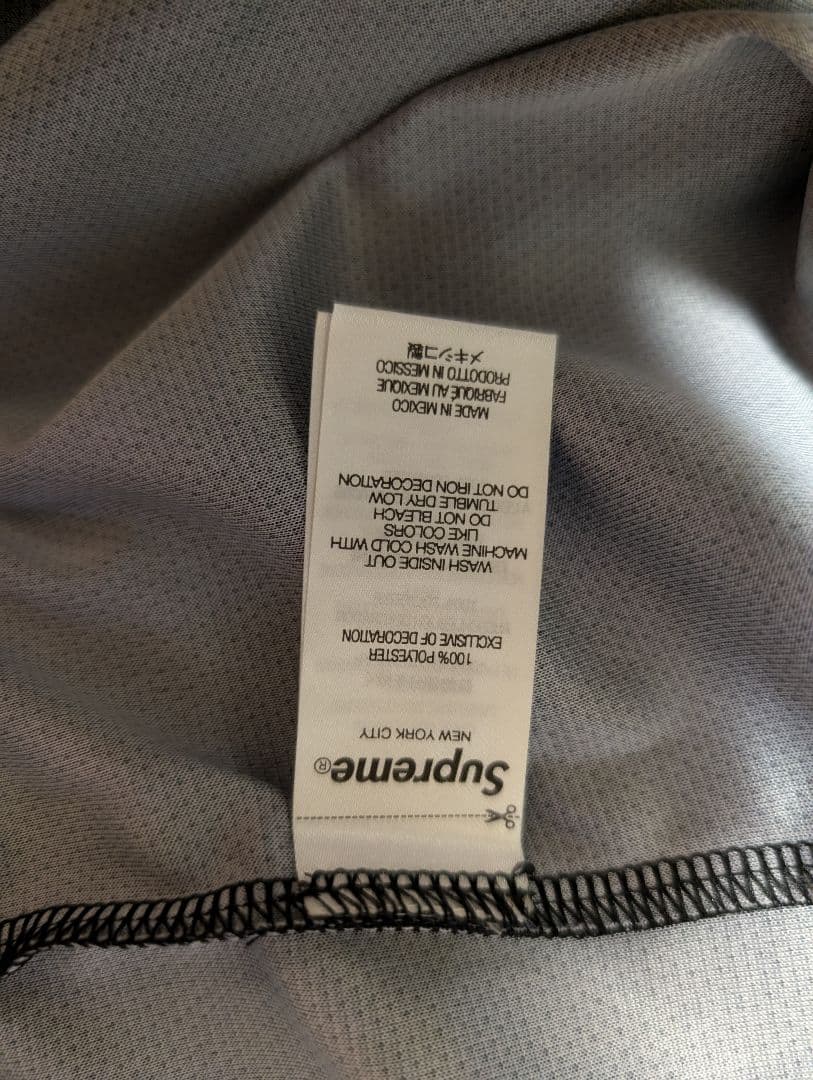 Supreme®
NEW YORK CITY
100% POLYESTER
EXCLUSIVE OF DECORATION
WASH INSIDE OUT
MACHINE WASH COLD WITH
LIKE COLORS
DO NOT BLEACH
TUMBLE DRY LOW
DO NOT IRON DECORATION
MADE IN MEXICO
FABRIQUÉ AU MEXIQUE
PRODOTTO IN MESSICO
メキシコ製